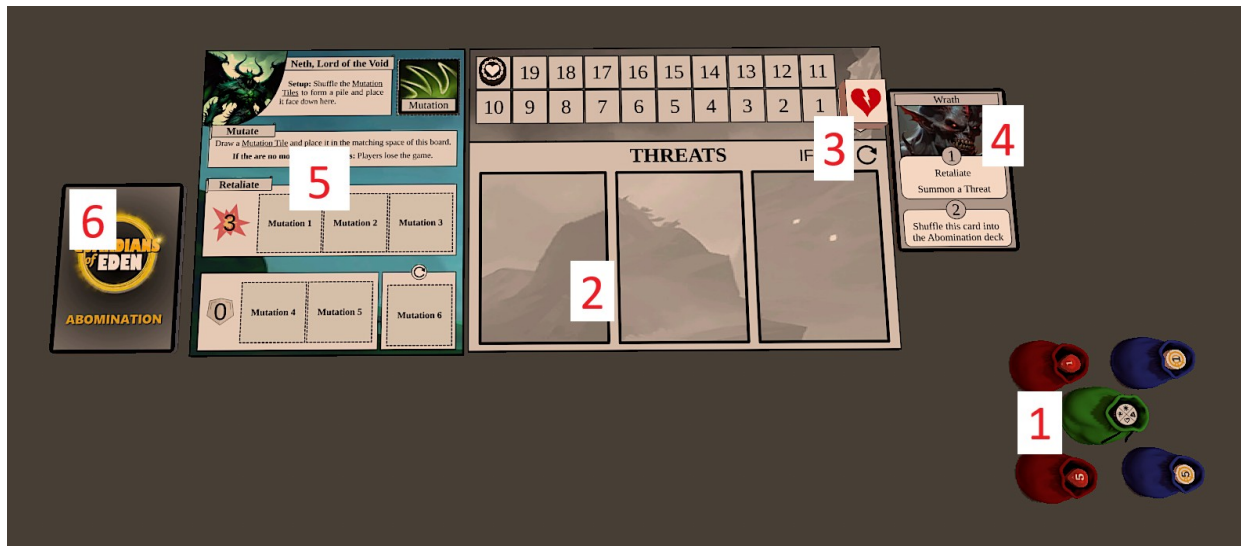 Neth, Lord of the Void
Setup: Shuffle the Mutation
Tiles to form a pile and place
it face down here.
Mutation
Mutate
Draw a Mutation Tile and place it in the matching space of this board.
If the are no mo
Players lose the game.
5
Retaliate
3
Mutation 1
Mutation 2
Mutation 3
0
Mutation 4
Mutation 5
Mutation 6
6
of EDEN
ABOMINATION
19 18 17 16 15 14 13 12 11
10 9 8 7 6 5 4 3 2 1
3
THREATS
IF
2
Wrath
4
1
Retaliate
Summon a Threat
2
Shuffle this card into
the Abomination deck
1
1
1
5
5